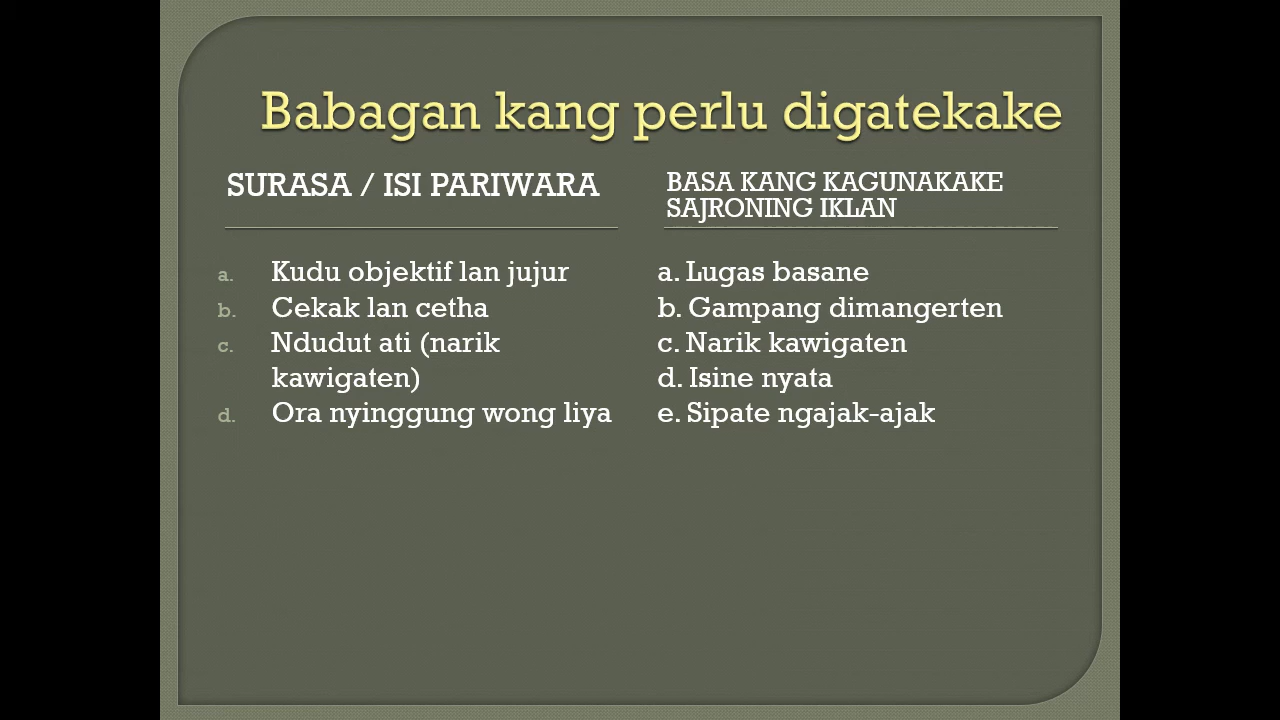 Babagan kang perlu digatekake
SURASA / ISI PARIWARA
a. Kudu objektif lan jujur
b. Cekak lan cetha
c. Ndudut ati (narik
kawigaten)
d. Ora nyinggung wong liya
BASA KANG KAGUNAKAKE
SAJRONING IKLAN
a. Lugas basane
b. Gampang dimangerten
c. Narik kawigaten
d. Isine nyata
e. Sipate ngajak-ajak